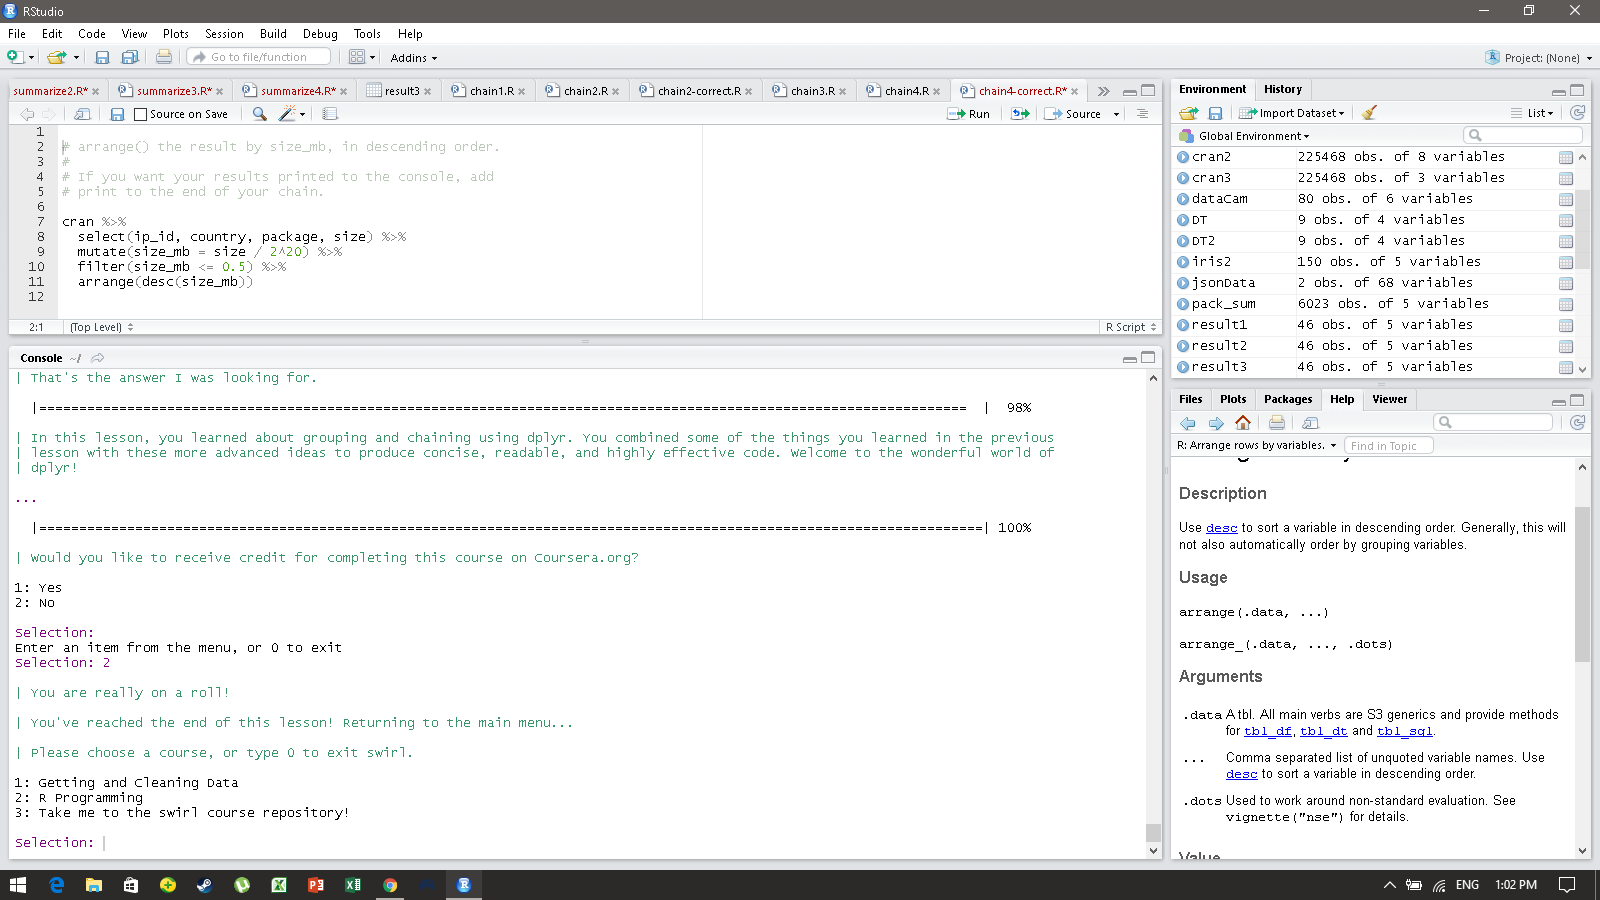 RStudio
File Edit Code View Plots Session Build Debug Tools Help
Go to file/function Addins Project: (None)
summarize2.R* summarize3.R* summarize4.R* result3 chain1.R chain2.R chain2-correct.R chain3.R chain4.R chain4-correct.R*
Source on Save Run Source
1
2 # arrange() the result by size_mb, in descending order.
3 #
4 # If you want your results printed to the console, add
5 # print to the end of your chain.
6
7 cran %>%
8 select(ip_id, country, package, size) %>%
9 mutate(size_mb = size / 2^20) %>%
10 filter(size_mb <= 0.5) %>%
11 arrange(desc(size_mb))
12
2:1 (Top Level) R Script
Console ~/
| That's the answer I was looking for.
|====================================================================================================================== | 98%
| In this lesson, you learned about grouping and chaining using dplyr. You combined some of the things you learned in the previous
| lesson with these more advanced ideas to produce concise, readable, and highly effective code. Welcome to the wonderful world of
| dplyr!
...
|========================================================================================================================| 100%
| Would you like to receive credit for completing this course on Coursera.org?
1: Yes
2: No
Selection:
Enter an item from the menu, or 0 to exit
Selection: 2
| You are really on a roll!
| You've reached the end of this lesson! Returning to the main menu...
| Please choose a course, or type 0 to exit swirl.
1: Getting and Cleaning Data
2: R Programming
3: Take me to the swirl course repository!
Selection:
Environment History
Import Dataset List
Global Environment
cran2 225468 obs. of 8 variables
cran3 225468 obs. of 3 variables
dataCam 80 obs. of 6 variables
DT 9 obs. of 4 variables
DT2 9 obs. of 4 variables
iris2 150 obs. of 5 variables
jsonData 2 obs. of 68 variables
pack_sum 6023 obs. of 5 variables
result1 46 obs. of 5 variables
result2 46 obs. of 5 variables
result3 46 obs. of 5 variables
Files Plots Packages Help Viewer
R: Arrange rows by variables. Find in Topic
Description
Use desc to sort a variable in descending order. Generally, this will
not also automatically order by grouping variables.
Usage
arrange(.data, ...)
arrange_(.data, ..., .dots)
Arguments
.data A tbl. All main verbs are S3 generics and provide methods
for tbl_df, tbl_dt and tbl_sql.
... Comma separated list of unquoted variable names. Use
desc to sort a variable in descending order.
.dots Used to work around non-standard evaluation. See
vignette("nse") for details.
Value
ENG 1:02 PM